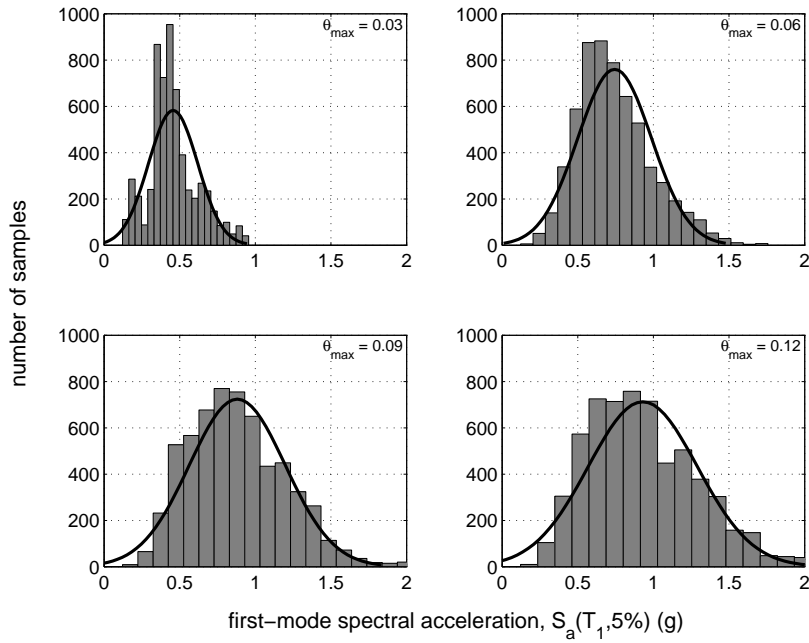 number of samples
1000
800
600
400
200
0
0 0.5 1 1.5 2
θmax = 0.03
1000
800
600
400
200
0
0 0.5 1 1.5 2
θmax = 0.06
1000
800
600
400
200
0
0 0.5 1 1.5 2
θmax = 0.09
1000
800
600
400
200
0
0 0.5 1 1.5 2
θmax = 0.12
first−mode spectral acceleration, Sa(T1,5%) (g)